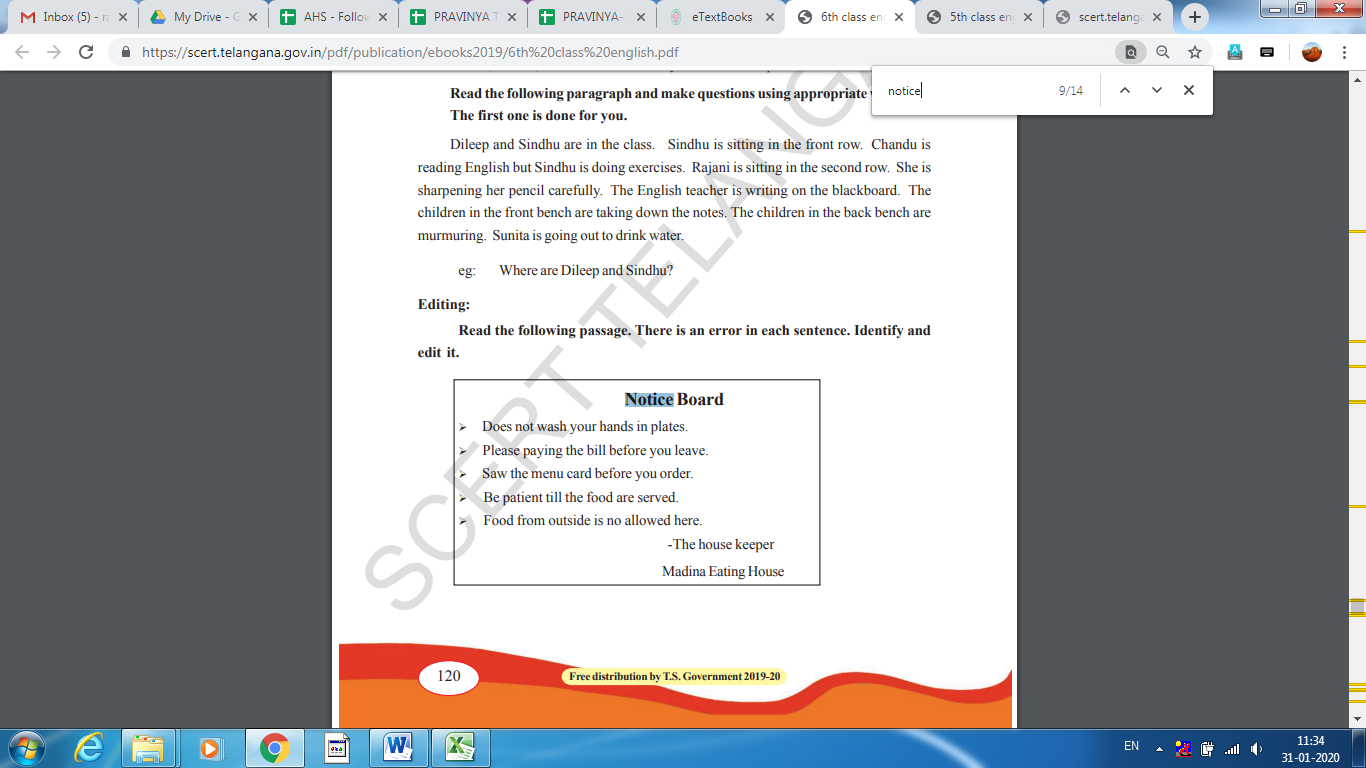 Inbox (5) - ra
My Drive - G
AHS - Follow
PRAVINYA T
PRAVINYA-
eTextBooks
6th class en
5th class en
scert.telang
https://scert.telangana.gov.in/pdf/publication/ebooks2019/6th%20class%20english.pdf
notice 9/14
Read the following paragraph and make questions using appropriate
The first one is done for you.
Dileep and Sindhu are in the class. Sindhu is sitting in the front row. Chandu is
reading English but Sindhu is doing exercises. Rajani is sitting in the second row. She is
sharpening her pencil carefully. The English teacher is writing on the blackboard. The
children in the front bench are taking down the notes. The children in the back bench are
murmuring. Sunita is going out to drink water.
eg: Where are Dileep and Sindhu?
Editing:
Read the following passage. There is an error in each sentence. Identify and
edit it.
Notice Board
➢ Does not wash your hands in plates.
➢ Please paying the bill before you leave.
➢ Saw the menu card before you order.
➢ Be patient till the food are served.
➢ Food from outside is no allowed here.
-The house keeper
Madina Eating House
SCERT TELANGA
120
Free distribution by T.S. Government 2019-20
EN
11:34
31-01-2020